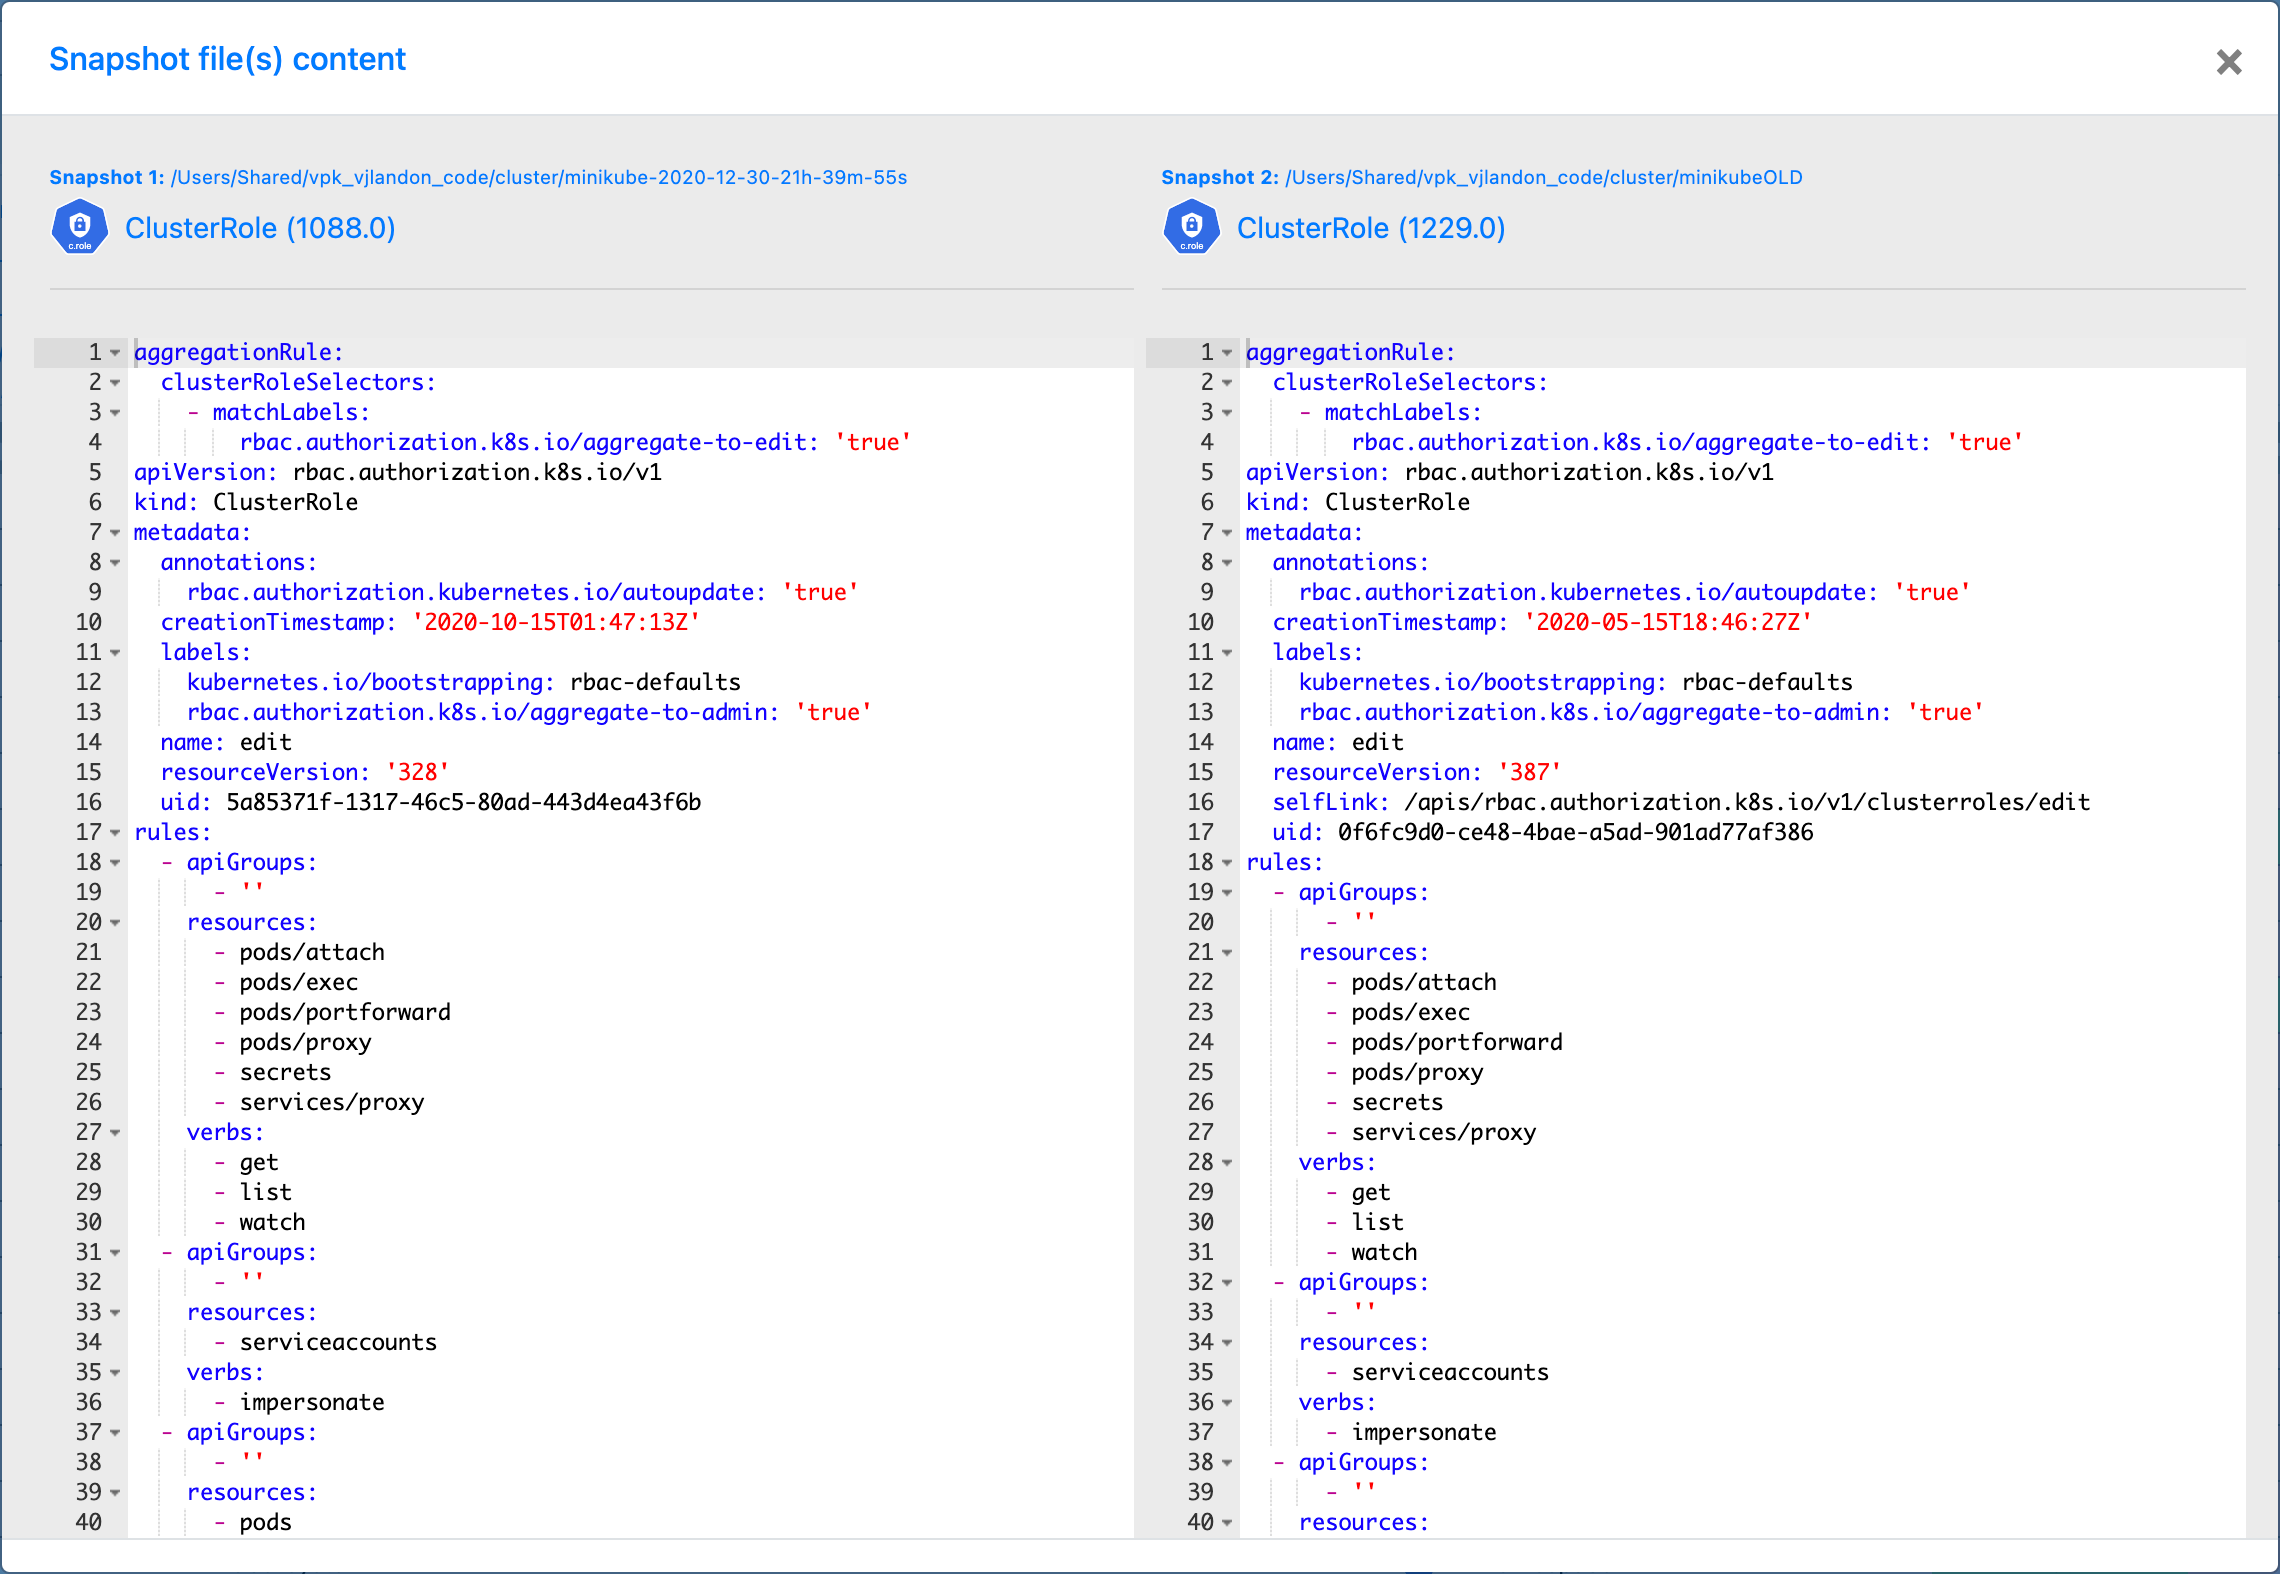 Snapshot file(s) content
Snapshot 1: /Users/Shared/vpk_vjlandon_code/cluster/minikube-2020-12-30-21h-39m-55s
c.role
ClusterRole (1088.0)
1 aggregationRule:
2 clusterRoleSelectors:
3 - matchLabels:
4 rbac.authorization.k8s.io/aggregate-to-edit: 'true'
5 apiVersion: rbac.authorization.k8s.io/v1
6 kind: ClusterRole
7 metadata:
8 annotations:
9 rbac.authorization.kubernetes.io/autoupdate: 'true'
10 creationTimestamp: '2020-10-15T01:47:13Z'
11 labels:
12 kubernetes.io/bootstrapping: rbac-defaults
13 rbac.authorization.k8s.io/aggregate-to-admin: 'true'
14 name: edit
15 resourceVersion: '328'
16 uid: 5a85371f-1317-46c5-80ad-443d4ea43f6b
17 rules:
18 - apiGroups:
19 - ''
20 resources:
21 - pods/attach
22 - pods/exec
23 - pods/portforward
24 - pods/proxy
25 - secrets
26 - services/proxy
27 verbs:
28 - get
29 - list
30 - watch
31 - apiGroups:
32 - ''
33 resources:
34 - serviceaccounts
35 verbs:
36 - impersonate
37 - apiGroups:
38 - ''
39 resources:
40 - pods
Snapshot 2: /Users/Shared/vpk_vjlandon_code/cluster/minikubeOLD
c.role
ClusterRole (1229.0)
1 aggregationRule:
2 clusterRoleSelectors:
3 - matchLabels:
4 rbac.authorization.k8s.io/aggregate-to-edit: 'true'
5 apiVersion: rbac.authorization.k8s.io/v1
6 kind: ClusterRole
7 metadata:
8 annotations:
9 rbac.authorization.kubernetes.io/autoupdate: 'true'
10 creationTimestamp: '2020-05-15T18:46:27Z'
11 labels:
12 kubernetes.io/bootstrapping: rbac-defaults
13 rbac.authorization.k8s.io/aggregate-to-admin: 'true'
14 name: edit
15 resourceVersion: '387'
16 selfLink: /apis/rbac.authorization.k8s.io/v1/clusterroles/edit
17 uid: 0f6fc9d0-ce48-4bae-a5ad-901ad77af386
18 rules:
19 - apiGroups:
20 - ''
21 resources:
22 - pods/attach
23 - pods/exec
24 - pods/portforward
25 - pods/proxy
26 - secrets
27 - services/proxy
28 verbs:
29 - get
30 - list
31 - watch
32 - apiGroups:
33 - ''
34 resources:
35 - serviceaccounts
36 verbs:
37 - impersonate
38 - apiGroups:
39 - ''
40 resources: